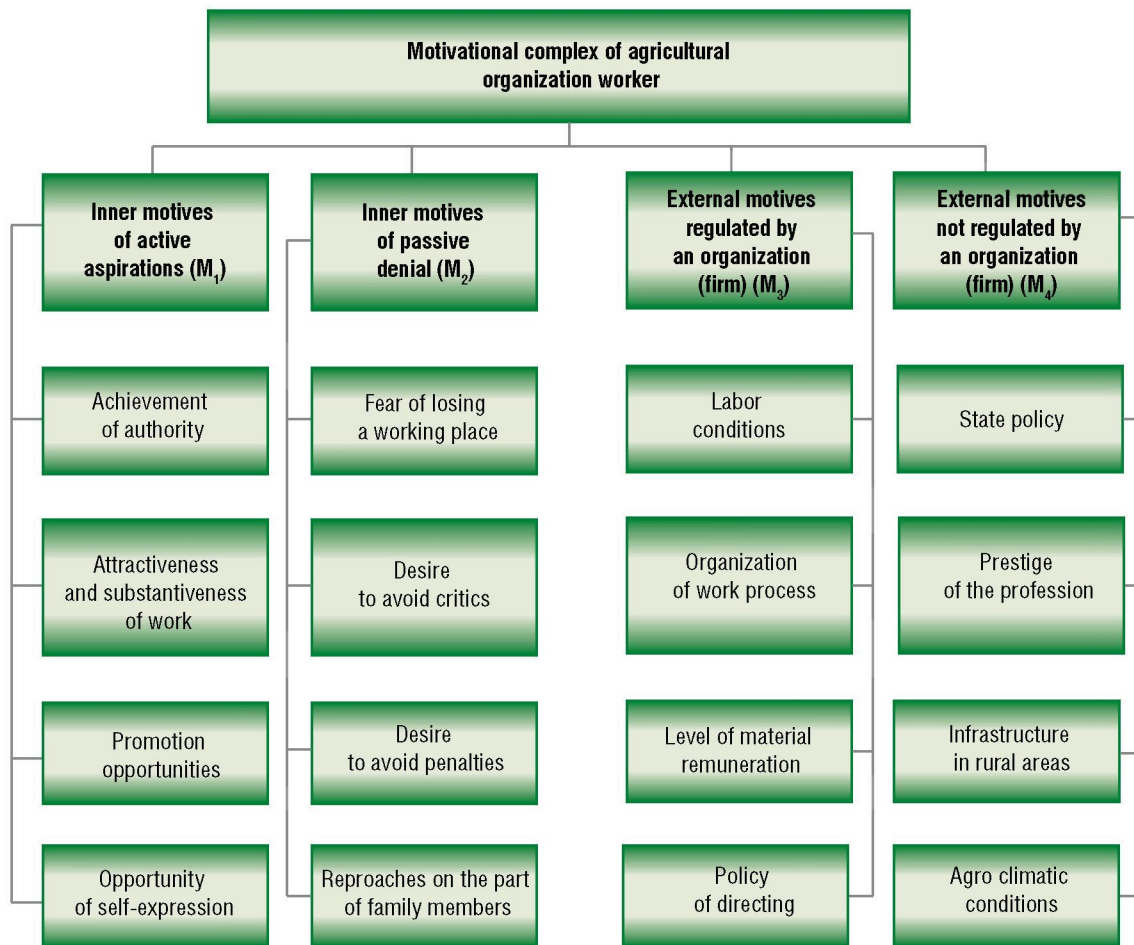 Motivational complex of agricultural
organization worker
Inner motives
of active
aspirations (M₁)
Achievement
of authority
Attractiveness
and substantiveness
of work
Promotion
opportunities
Opportunity
of self-expression
Inner motives
of passive
denial (M₂)
Fear of losing
a working place
Desire
to avoid critics
Desire
to avoid penalties
Reproaches on the part
of family members
External motives
regulated by
an organization
(firm) (M₃)
Labor
conditions
Organization
of work process
Level of material
remuneration
Policy
of directing
External motives
not regulated by
an organization
(firm) (M₄)
State policy
Prestige
of the profession
Infrastructure
in rural areas
Agro climatic
conditions